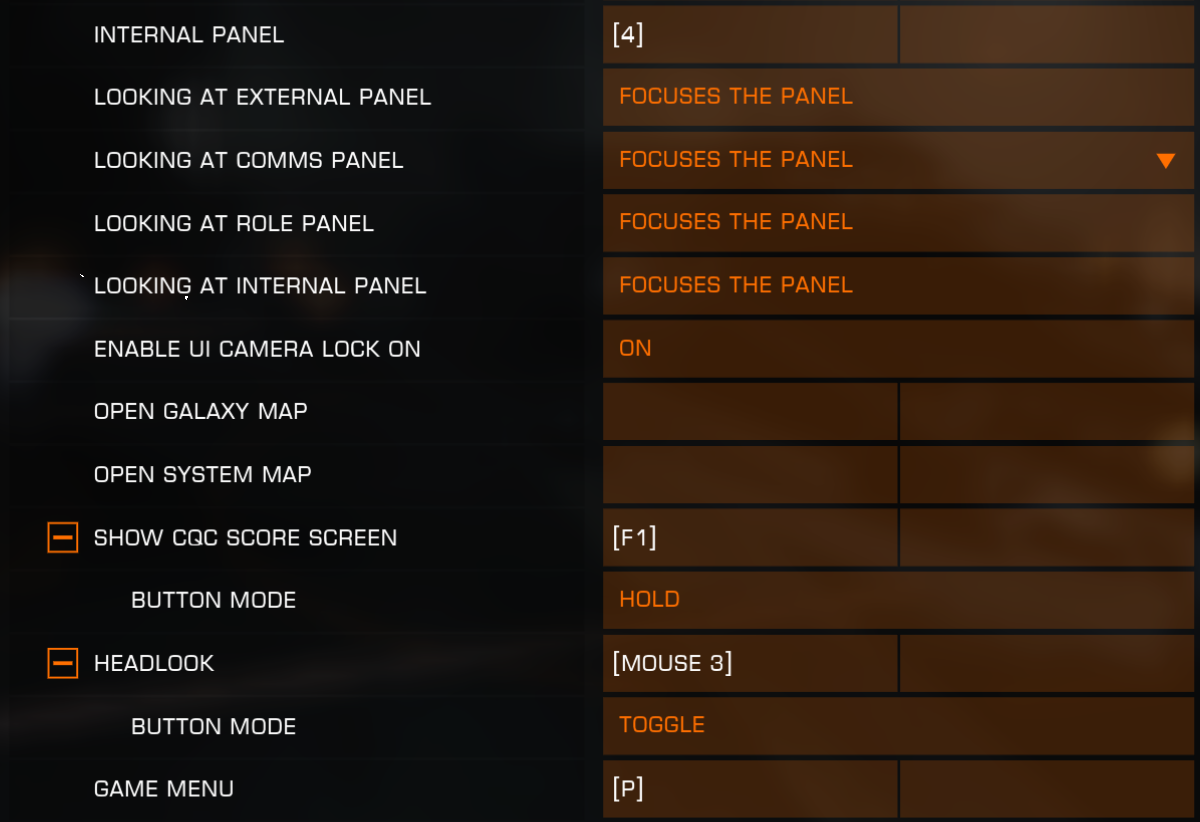 INTERNAL PANEL [4]
LOOKING AT EXTERNAL PANEL FOCUSES THE PANEL
LOOKING AT COMMS PANEL FOCUSES THE PANEL
LOOKING AT ROLE PANEL FOCUSES THE PANEL
LOOKING AT INTERNAL PANEL FOCUSES THE PANEL
ENABLE UI CAMERA LOCK ON ON
OPEN GALAXY MAP
OPEN SYSTEM MAP
SHOW CQC SCORE SCREEN [F1]
BUTTON MODE HOLD
HEADLOOK [MOUSE 3]
BUTTON MODE TOGGLE
GAME MENU [P]